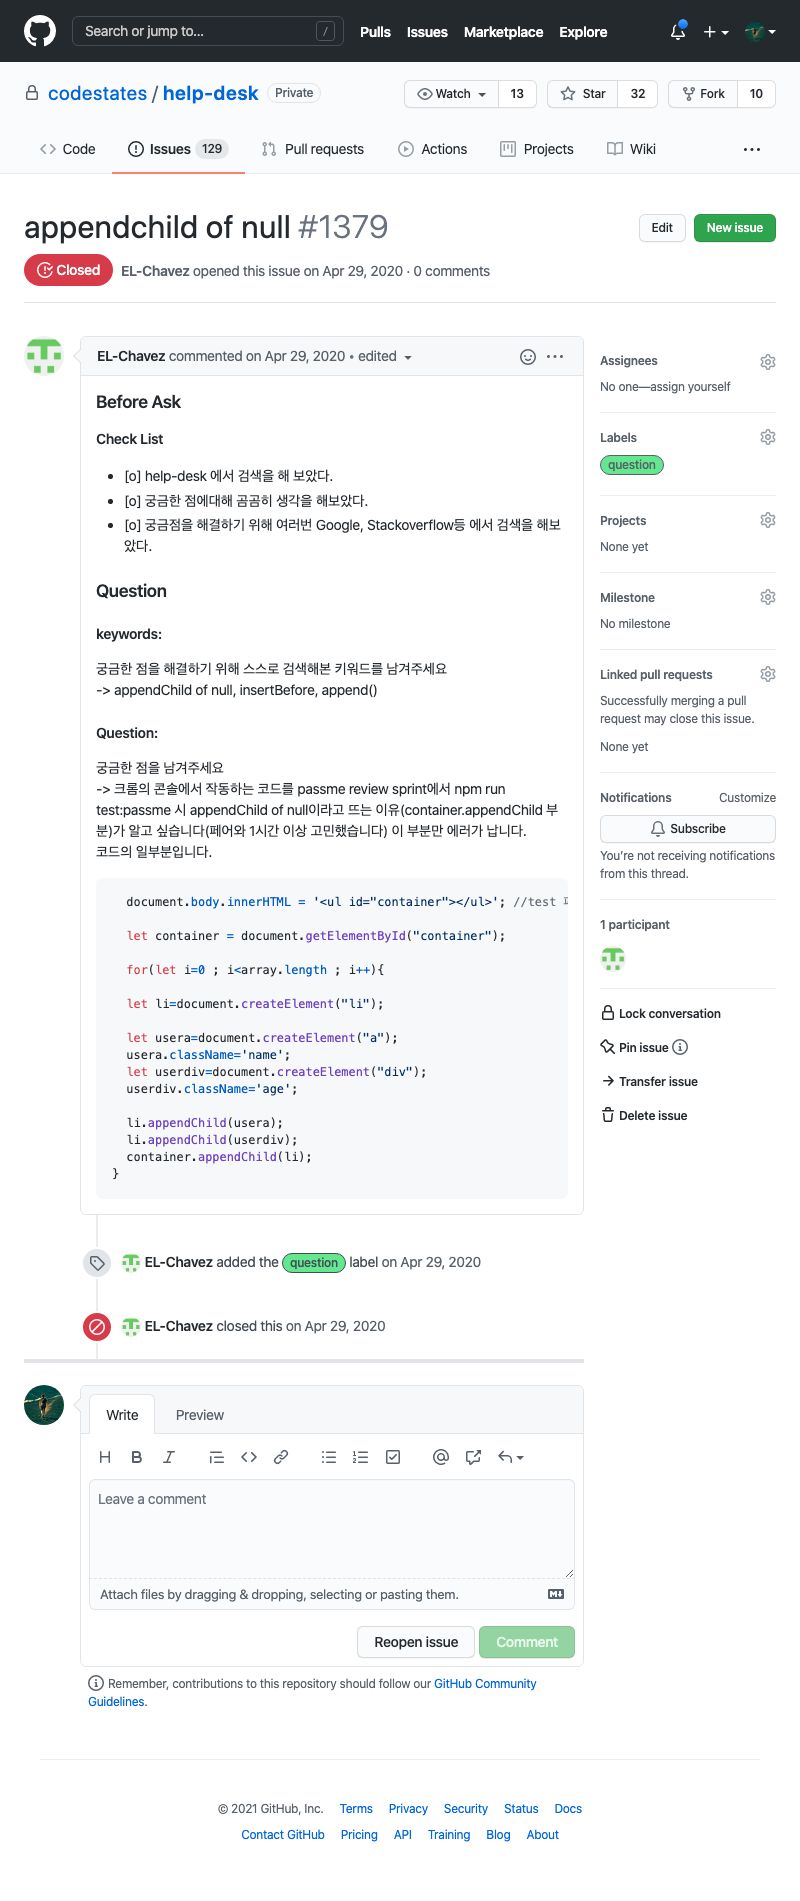 Search or jump to... /
Pulls Issues Marketplace Explore
codestates / help-desk Private
Watch 13 Star 32 Fork 10
Code Issues 129 Pull requests Actions Projects Wiki
appendchild of null #1379
Edit New issue
Closed EL-Chavez opened this issue on Apr 29, 2020 · 0 comments
EL-Chavez commented on Apr 29, 2020 • edited
Before Ask
Check List
[o] help-desk 에서 검색을 해 보았다.
[o] 궁금한 점에대해 곰곰히 생각을 해보았다.
[o] 궁금점을 해결하기 위해 여러번 Google, Stackoverflow등 에서 검색을 해보
았다.
Question
keywords:
궁금한 점을 해결하기 위해 스스로 검색해본 키워드를 남겨주세요
-> appendChild of null, insertBefore, append()
Question:
궁금한 점을 남겨주세요
-> 크롬의 콘솔에서 작동하는 코드를 passme review sprint에서 npm run
test:passme 시 appendChild of null이라고 뜨는 이유(container.appendChild 부
분)가 알고 싶습니다(페어와 1시간 이상 고민했습니다) 이 부분만 에러가 납니다.
코드의 일부분입니다.
document.body.innerHTML = '<ul id="container"></ul>'; //test
let container = document.getElementById("container");
for(let i=0 ; i<array.length ; i++){
let li=document.createElement("li");
let usera=document.createElement("a");
usera.className='name';
let userdiv=document.createElement("div");
userdiv.className='age';
li.appendChild(usera);
li.appendChild(userdiv);
container.appendChild(li);
}
EL-Chavez added the question label on Apr 29, 2020
EL-Chavez closed this on Apr 29, 2020
Assignees
No one—assign yourself
Labels
question
Projects
None yet
Milestone
No milestone
Linked pull requests
Successfully merging a pull
request may close this issue.
None yet
Notifications Customize
Subscribe
You're not receiving notifications
from this thread.
1 participant
Lock conversation
Pin issue
Transfer issue
Delete issue
Write Preview
Leave a comment
Attach files by dragging & dropping, selecting or pasting them.
Reopen issue Comment
Remember, contributions to this repository should follow our GitHub Community
Guidelines.
© 2021 GitHub, Inc. Terms Privacy Security Status Docs
Contact GitHub Pricing API Training Blog About